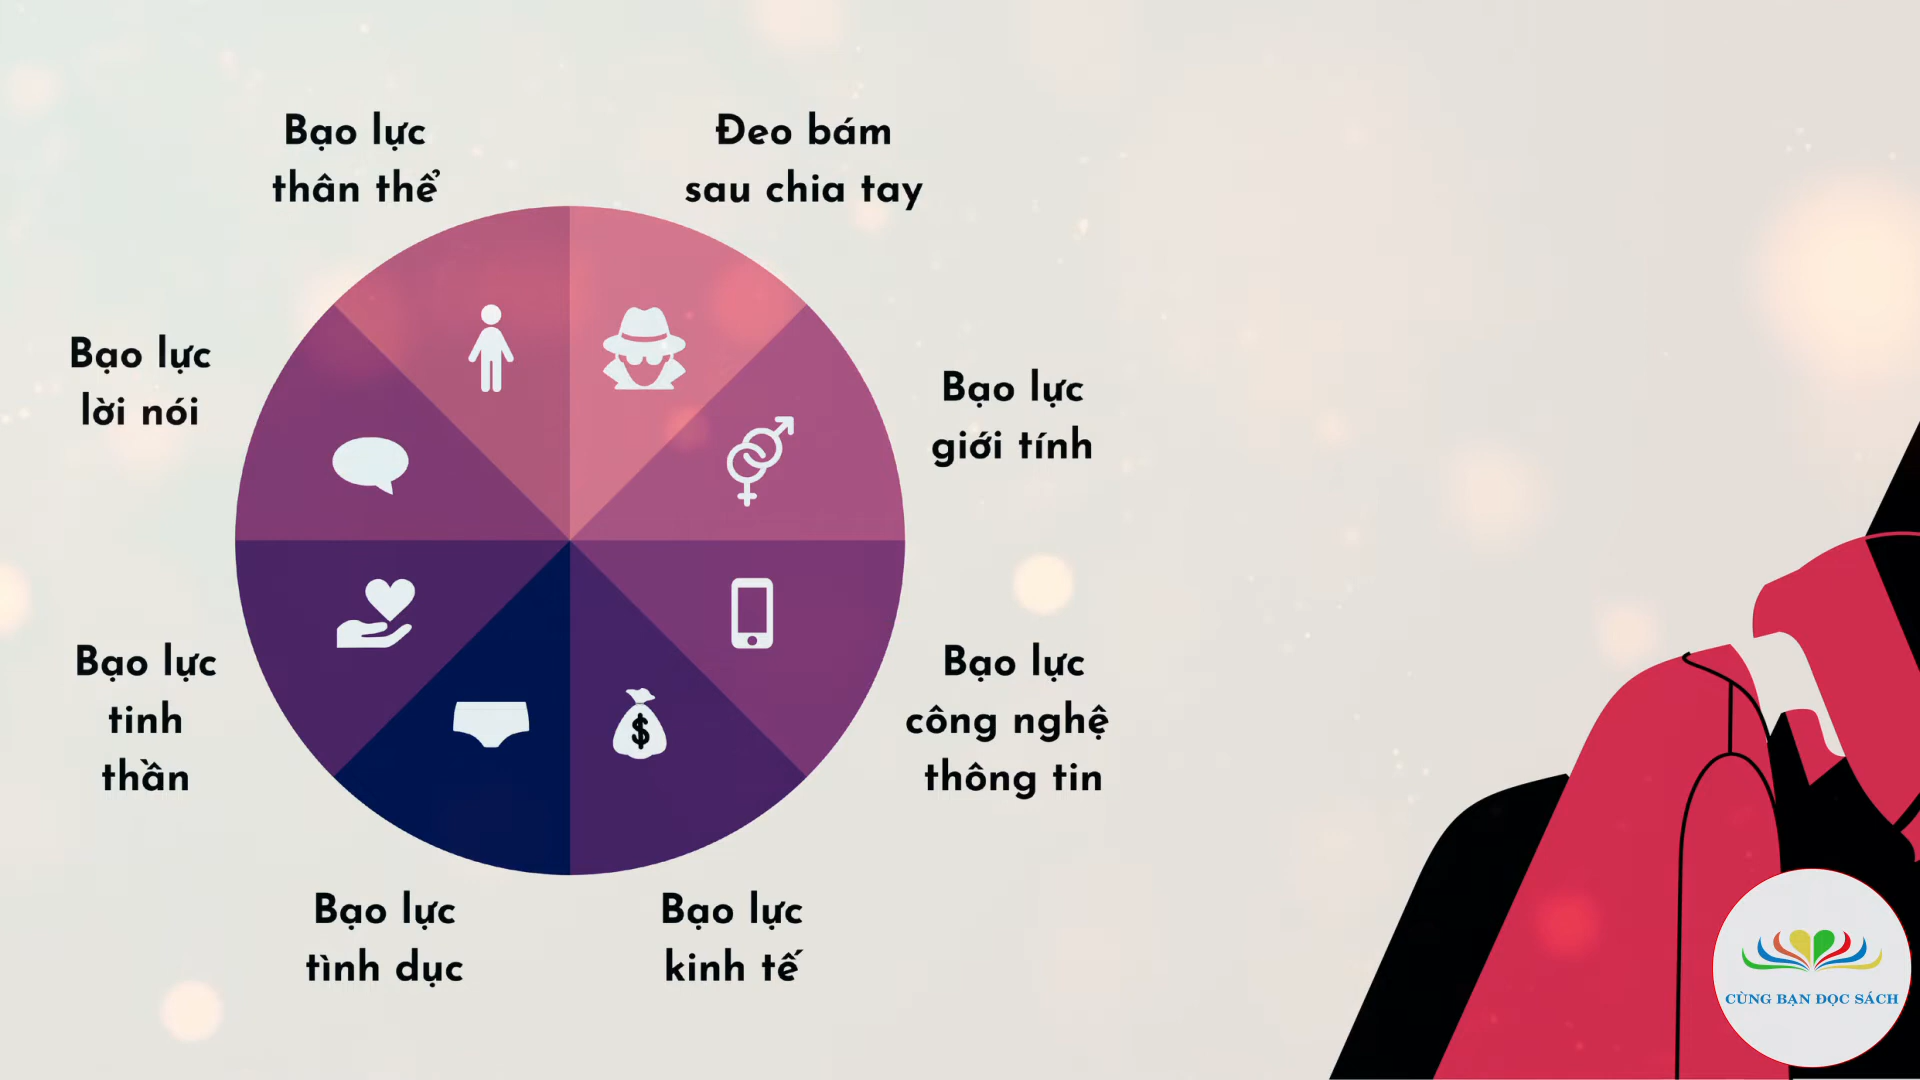 Bạo lực
thân thể
Đeo bám
sau chia tay
Bạo lực
lời nói
Bạo lực
giới tính
Bạo lực
tinh
thần
Bạo lực
công nghệ
thông tin
Bạo lực
tình dục
Bạo lực
kinh tế
$
CÙNG BẠN ĐỌC SÁCH